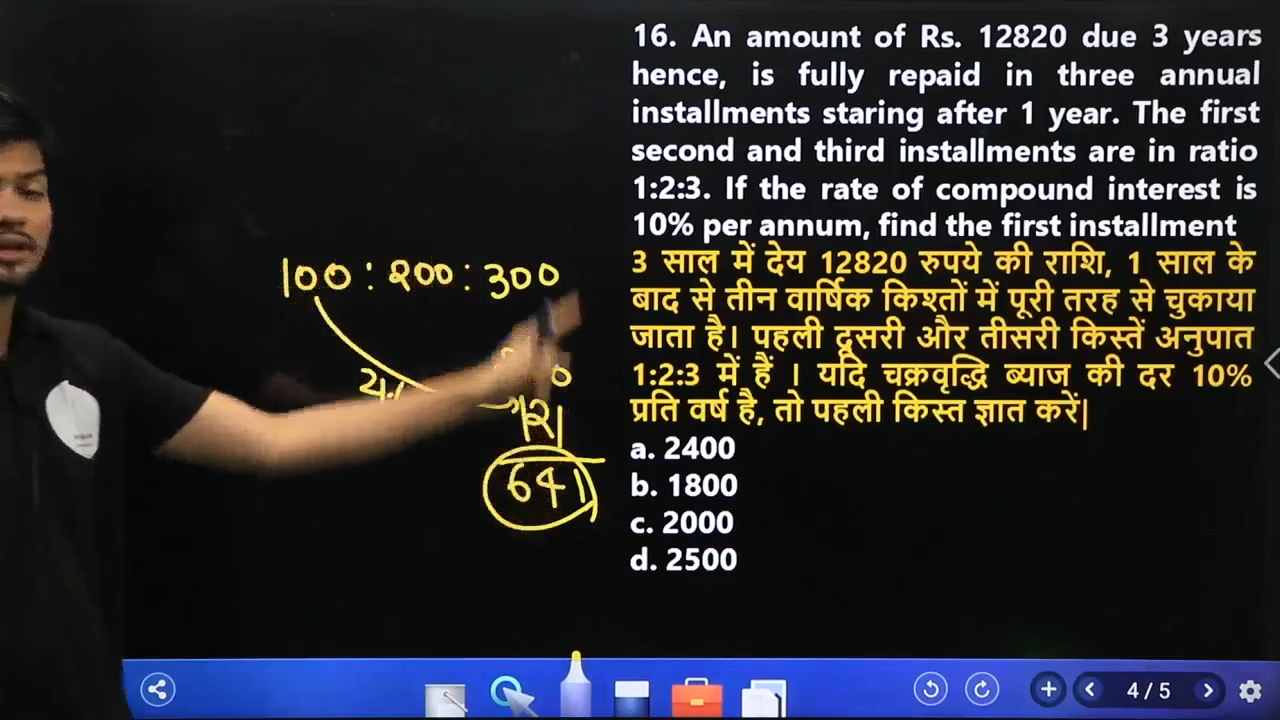 16. An amount of Rs. 12820 due 3 years
hence, is fully repaid in three annual
installments staring after 1 year. The first
second and third installments are in ratio
1:2:3. If the rate of compound interest is
10% per annum, find the first installment
3 साल में देय 12820 रुपये की राशि, 1 साल के
बाद से तीन वार्षिक किश्तों में पूरी तरह से चुकाया
जाता है। पहली दूसरी और तीसरी किस्तें अनुपात
1:2:3 में हैं । यदि चक्रवृद्धि ब्याज की दर 10%
प्रति वर्ष है, तो पहली किस्त ज्ञात करें|
a. 2400
b. 1800
c. 2000
d. 2500
100 : 200 : 300
121
641
4 / 5